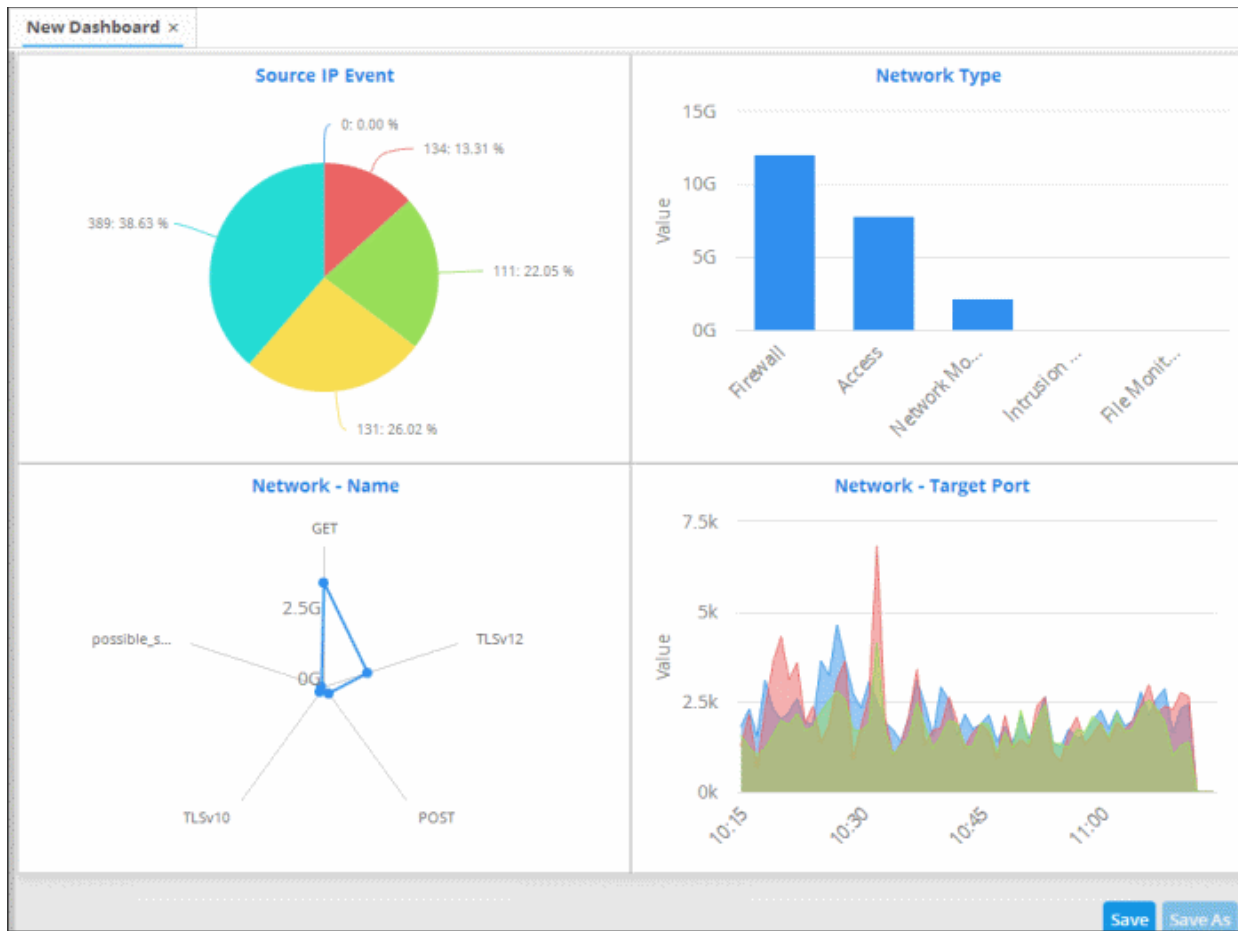 New Dashboard ×
Source IP Event
0: 0.00 %
134: 13.31 %
389: 38.63 %
111: 22.05 %
131: 26.02 %
Network Type
15G
10G
5G
0G
Value
Firewall
Access
Network Mo...
Intrusion ...
File Monit...
Network - Name
GET
2.5G
possible_s...
TLSv12
0G
TLSv10
POST
Network - Target Port
7.5k
5k
2.5k
0k
Value
10:15
10:30
10:45
11:00
Save
Save As